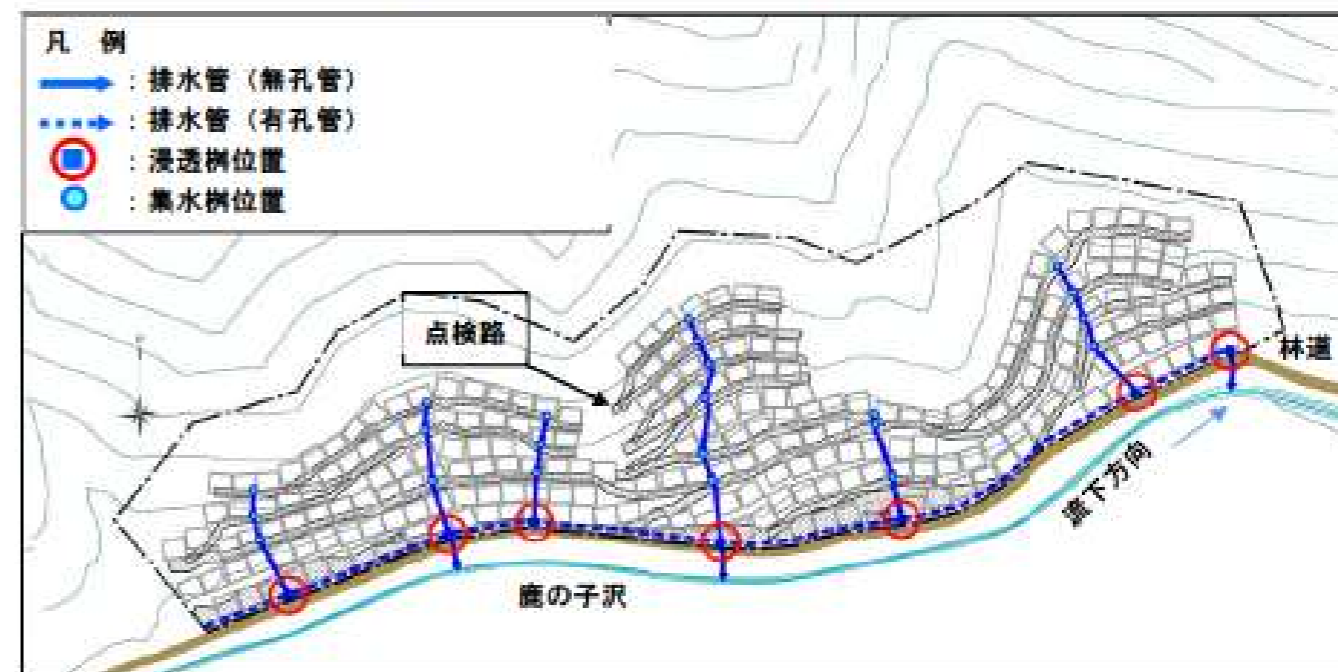 凡 例
：排水管（無孔管）
：排水管（有孔管）
：浸透桝位置
：集水桝位置
点検路
林道
流下方向
鹿の子沢